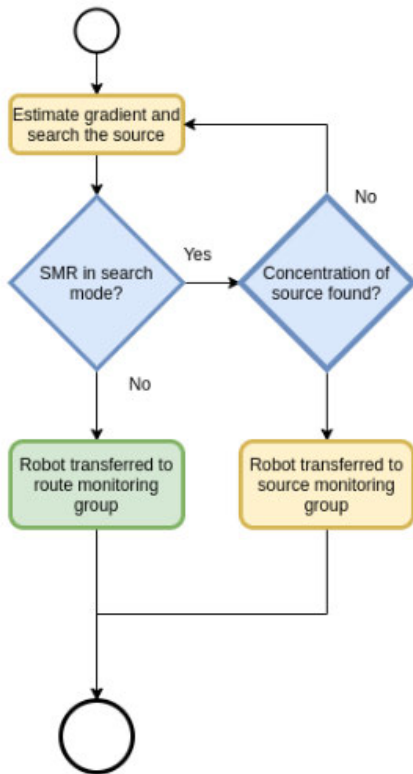 Estimate gradient and
search the source
SMR in search
mode?
Yes
Concentration of
source found?
No
No
Robot transferred to
route monitoring
group
Robot transferred to
source monitoring
group